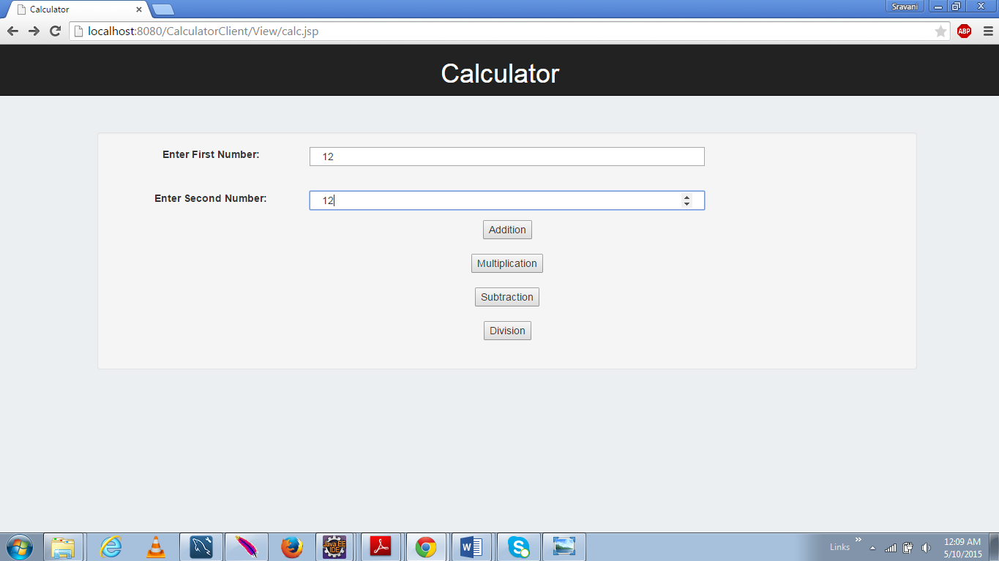 Calculator
Sravani
localhost:8080/CalculatorClient/View/calc.jsp
ABP
Calculator
Enter First Number:
12
Enter Second Number:
12
Addition
Multiplication
Subtraction
Division
Java EE
IDE
Links
12:09 AM
5/10/2015